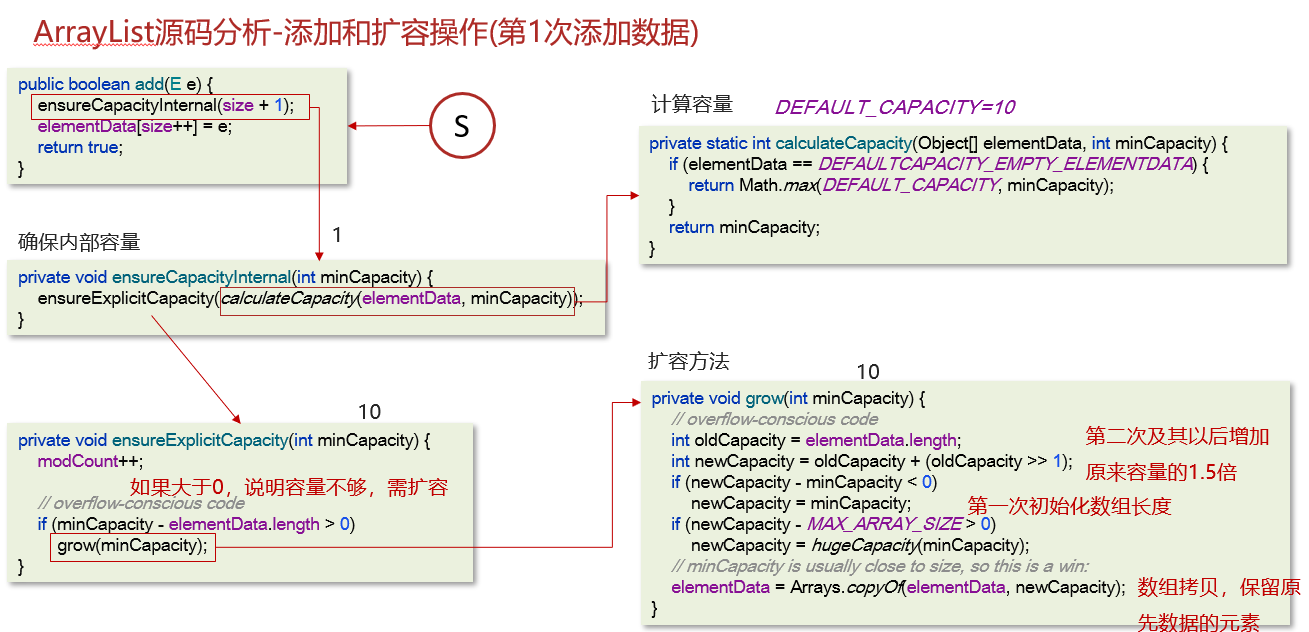 ArrayList源码分析-添加和扩容操作(第1次添加数据)
public boolean add(E e) {
ensureCapacityInternal(size + 1);
elementData[size++] = e;
return true;
}
S
计算容量
DEFAULT_CAPACITY=10
private static int calculateCapacity(Object[] elementData, int minCapacity) {
if (elementData == DEFAULTCAPACITY_EMPTY_ELEMENTDATA) {
return Math.max(DEFAULT_CAPACITY, minCapacity);
}
return minCapacity;
}
确保内部容量
1
private void ensureCapacityInternal(int minCapacity) {
ensureExplicitCapacity(calculateCapacity(elementData, minCapacity));
}
10
private void ensureExplicitCapacity(int minCapacity) {
modCount++;
如果大于0，说明容量不够，需扩容
// overflow-conscious code
if (minCapacity - elementData.length > 0)
grow(minCapacity);
}
扩容方法
10
private void grow(int minCapacity) {
// overflow-conscious code
int oldCapacity = elementData.length;
int newCapacity = oldCapacity + (oldCapacity >> 1);
第二次及其以后增加
原来容量的1.5倍
if (newCapacity - minCapacity < 0)
newCapacity = minCapacity;
第一次初始化数组长度
if (newCapacity - MAX_ARRAY_SIZE > 0)
newCapacity = hugeCapacity(minCapacity);
// minCapacity is usually close to size, so this is a win:
elementData = Arrays.copyOf(elementData, newCapacity);
数组拷贝，保留原
先数据的元素
}